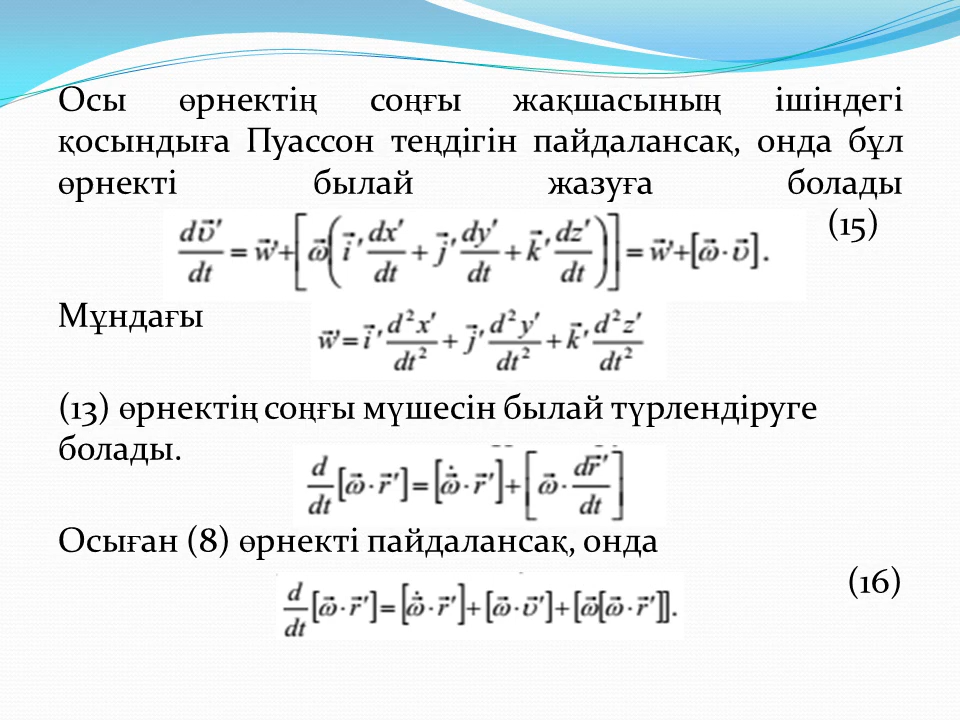 Осы өрнектің соңғы жақшасының ішіндегі
қосындыға Пуассон теңдігін пайдалансақ, онда бұл
өрнекті былай жазуға болады
(15)
dv⃗′/dt = w⃗′+[ω⃗(i⃗′ dx′/dt + j⃗′ dy′/dt + k⃗′ dz′/dt)] = w⃗′+[ω⃗·v⃗].
Мұндағы
w⃗′= i⃗′ d²x′/dt² + j⃗′ d²y′/dt² + k⃗′ d²z′/dt²
(13) өрнектің соңғы мүшесін былай түрлендіруге
болады.
d/dt [ω⃗·r⃗′] = [ω⃗̇·r⃗′] + [ω⃗· dr⃗′/dt]
Осыған (8) өрнекті пайдалансақ, онда
(16)
d/dt [ω⃗·r⃗′] = [ω⃗̇·r⃗′]+[ω⃗·v⃗′]+[ω⃗[ω⃗·r⃗′]].